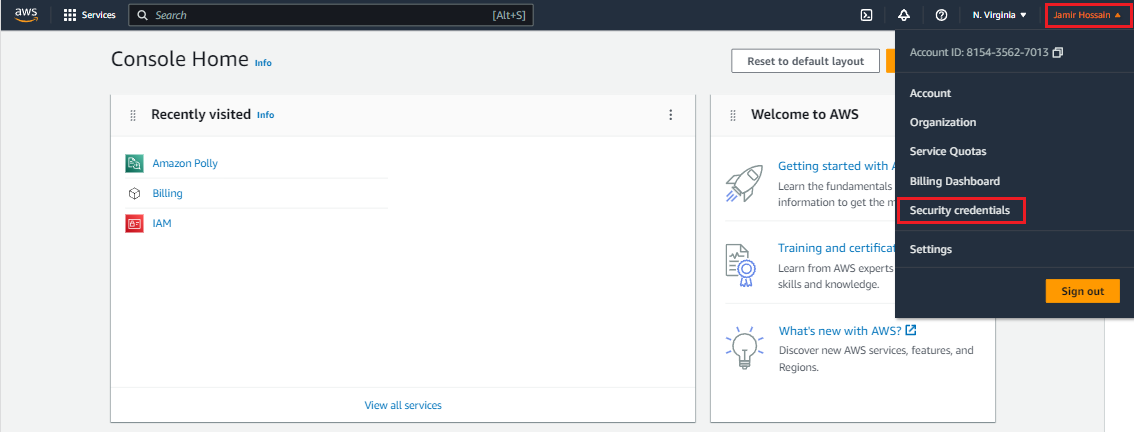 aws
Services
Search
[Alt+S]
N. Virginia
Jamir Hossain
Console Home
Info
Reset to default layout
Account ID: 8154-3562-7013
Account
Organization
Service Quotas
Billing Dashboard
Security credentials
Settings
Sign out
Recently visited
Info
Amazon Polly
Billing
IAM
View all services
Welcome to AWS
Getting started with
Learn the fundamentals
information to get the
Training and
Learn from AWS experts
skills and knowledge.
What's new with AWS?
Discover new AWS services, features, and
Regions.